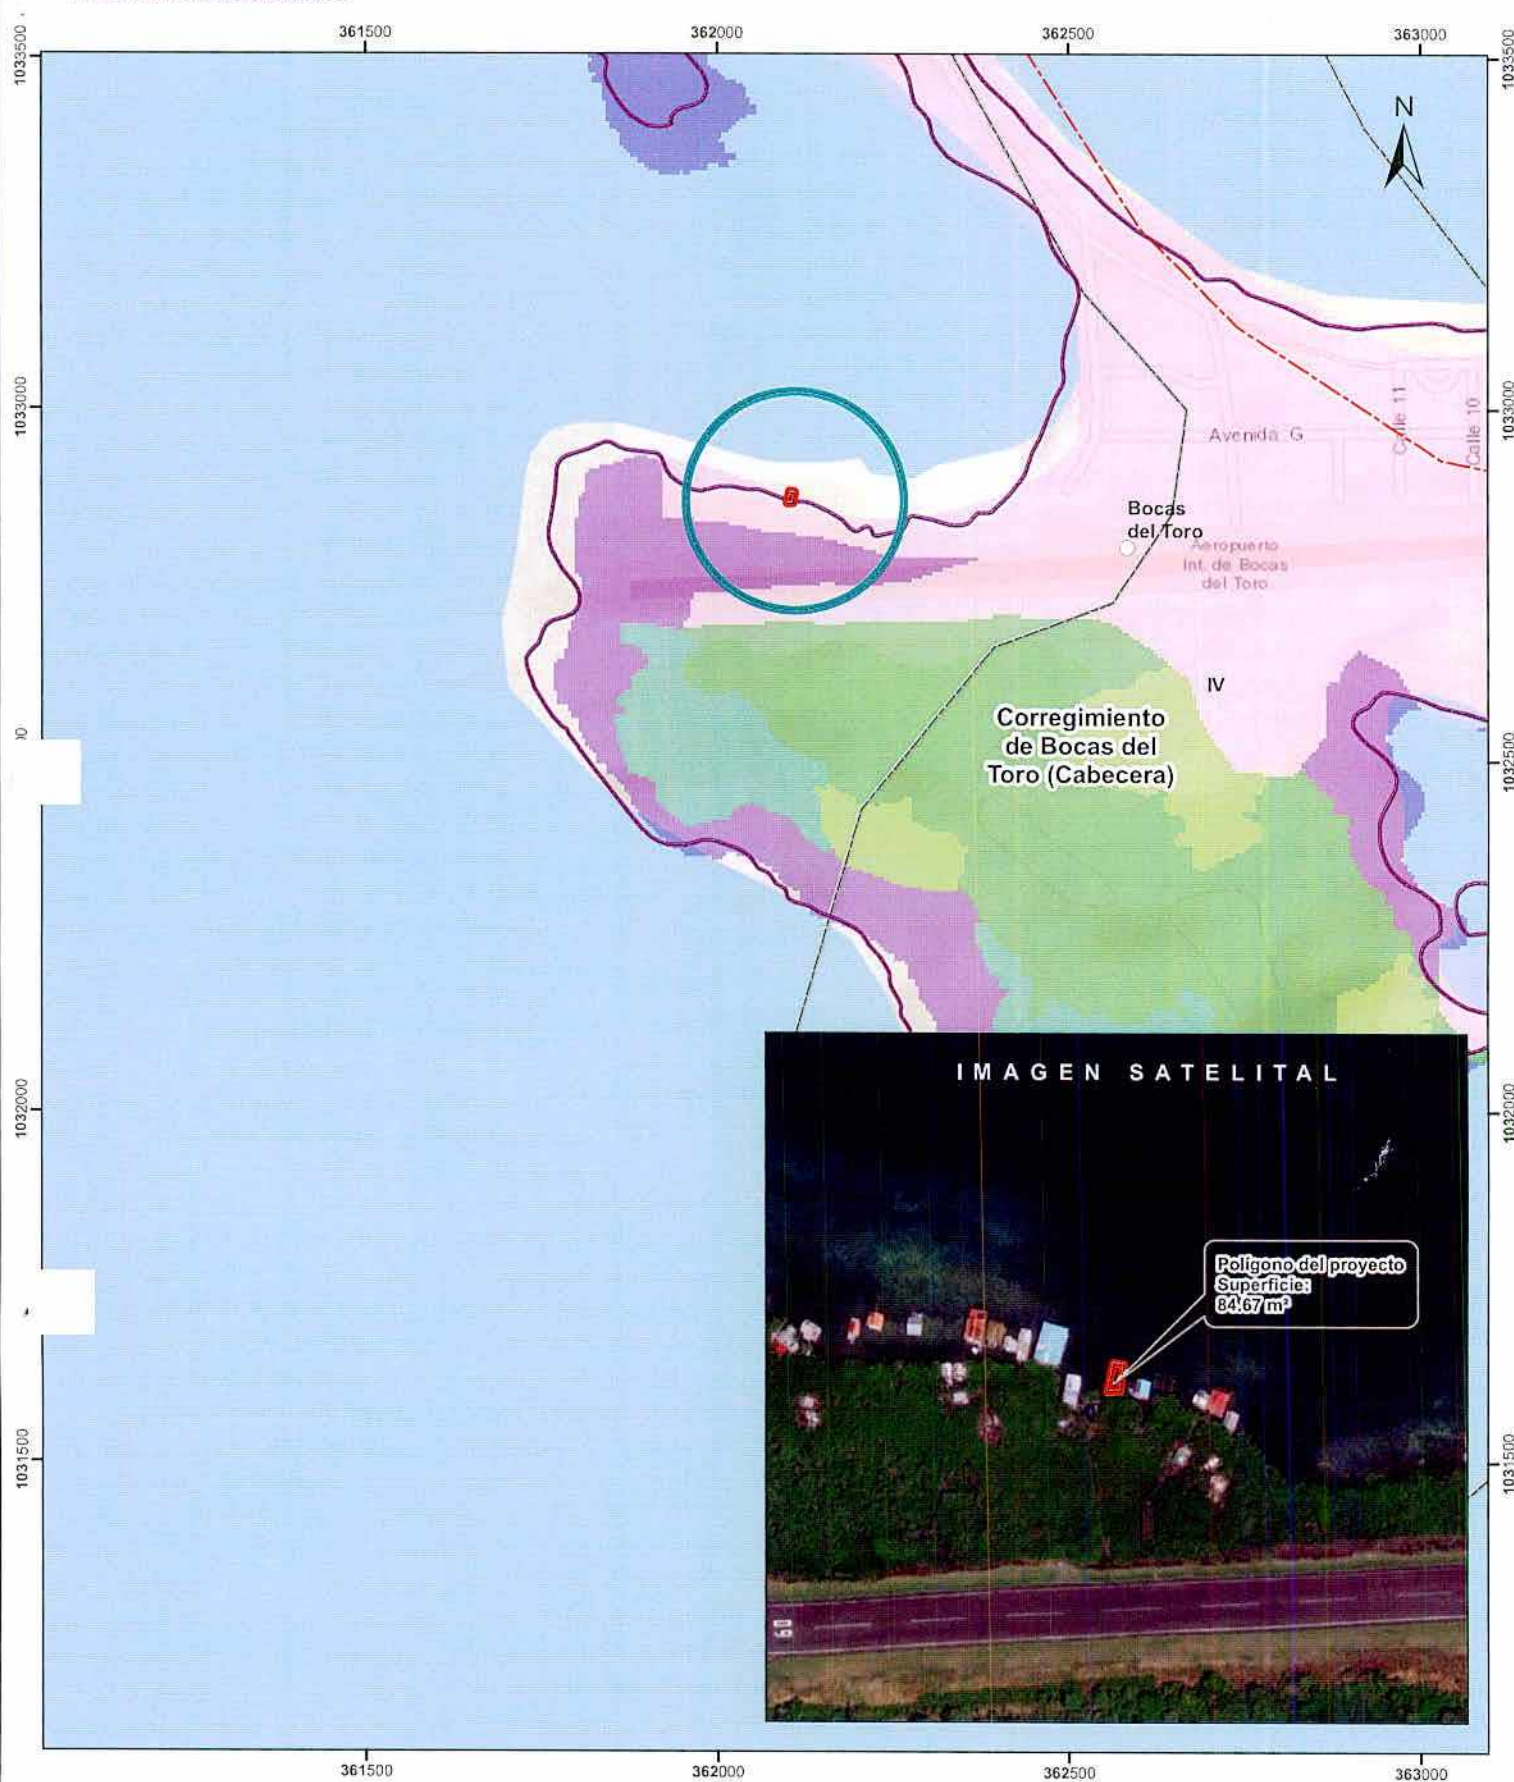 361500
362000
362500
363000
1033500
1033500
N
1033000
1033000
Avenida G
Calle 11
Calle 10
Bocas
del Toro
Aeropuerto
Int. de Bocas
del Toro
IV
Corregimiento
de Bocas del
Toro (Cabecera)
1032500
IMAGEN SATELITAL
1032000
1032000
Polígono del proyecto
Superficie:
84.67 m²
1031500
1031500
09
361500
362000
362500
363000